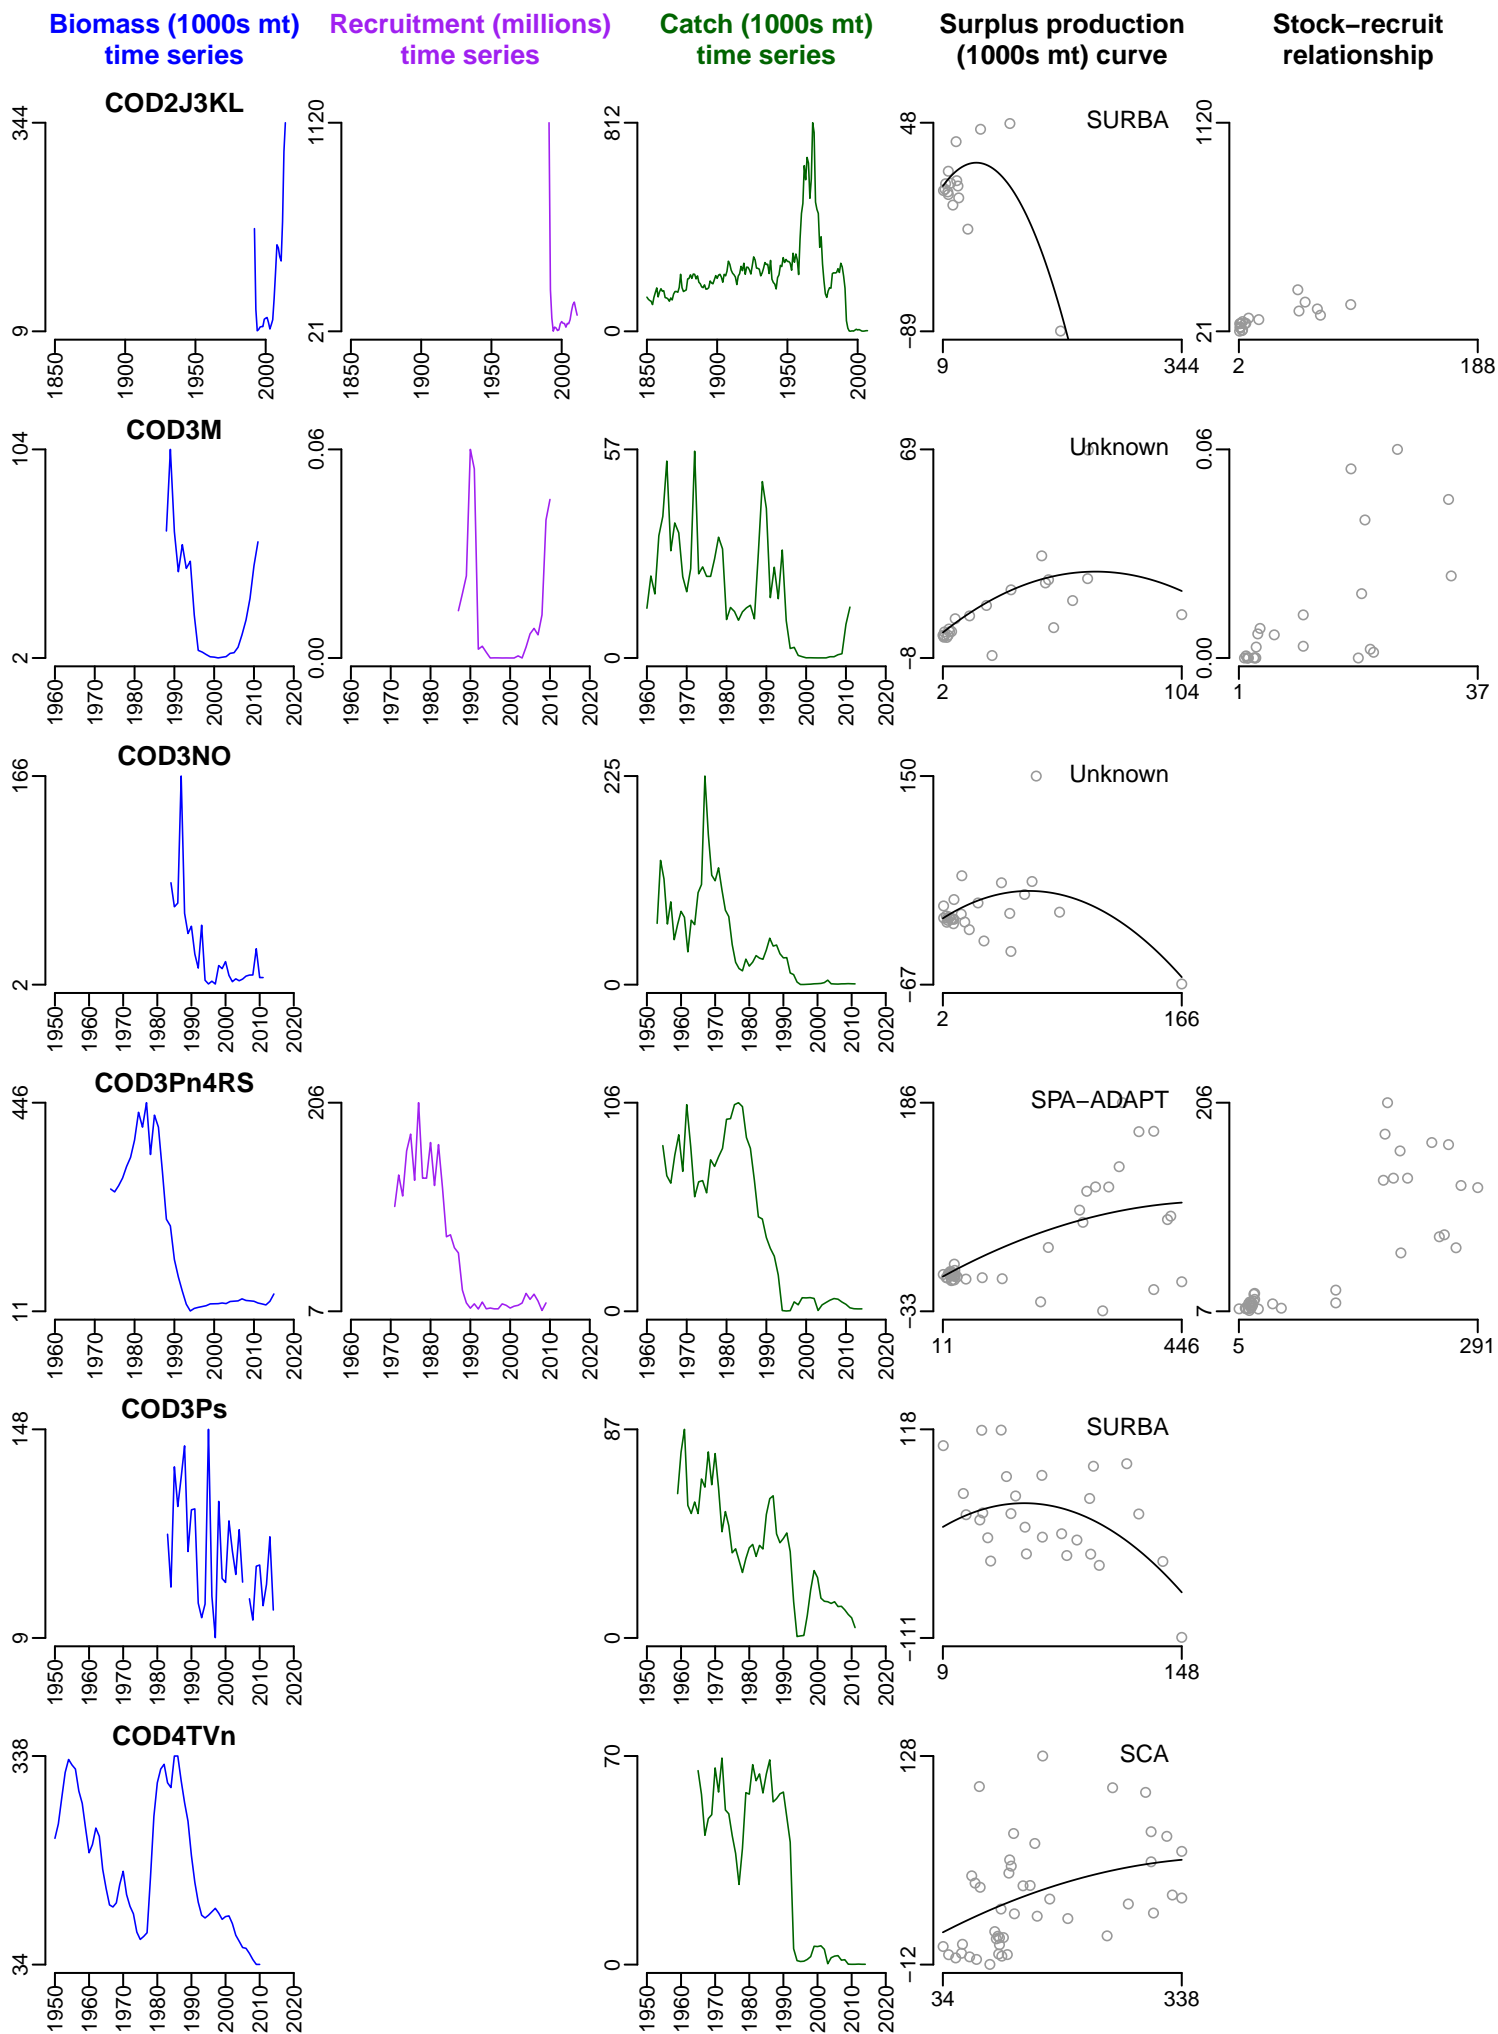 Biomass (1000s mt) Recruitment (millions) Catch (1000s mt) Surplus production Stock−recruit
time series time series time series (1000s mt) curve relationship
COD2J3KL
9 344
1850 1900 1950 2000
21 1120
1850 1900 1950 2000
0 812
1850 1900 1950 2000
SURBA
−89 48
9 344
21 1120
2 188
COD3M
2 104
1960 1970 1980 1990 2000 2010 2020
0.00 0.06
1960 1970 1980 1990 2000 2010 2020
0 57
1960 1970 1980 1990 2000 2010 2020
Unknown
−8 69
2 104
0.00 0.06
1 37
COD3NO
2 166
1950 1960 1970 1980 1990 2000 2010 2020
0 225
1950 1960 1970 1980 1990 2000 2010 2020
Unknown
−67 150
2 166
COD3Pn4RS
11 446
1960 1970 1980 1990 2000 2010 2020
7 206
1960 1970 1980 1990 2000 2010 2020
0 106
1960 1970 1980 1990 2000 2010 2020
SPA−ADAPT
−33 186
11 446
7 206
5 291
COD3Ps
9 148
1950 1960 1970 1980 1990 2000 2010 2020
0 87
1950 1960 1970 1980 1990 2000 2010 2020
SURBA
−111 118
9 148
COD4TVn
34 338
1950 1960 1970 1980 1990 2000 2010 2020
0 70
1950 1960 1970 1980 1990 2000 2010 2020
SCA
−12 128
34 338